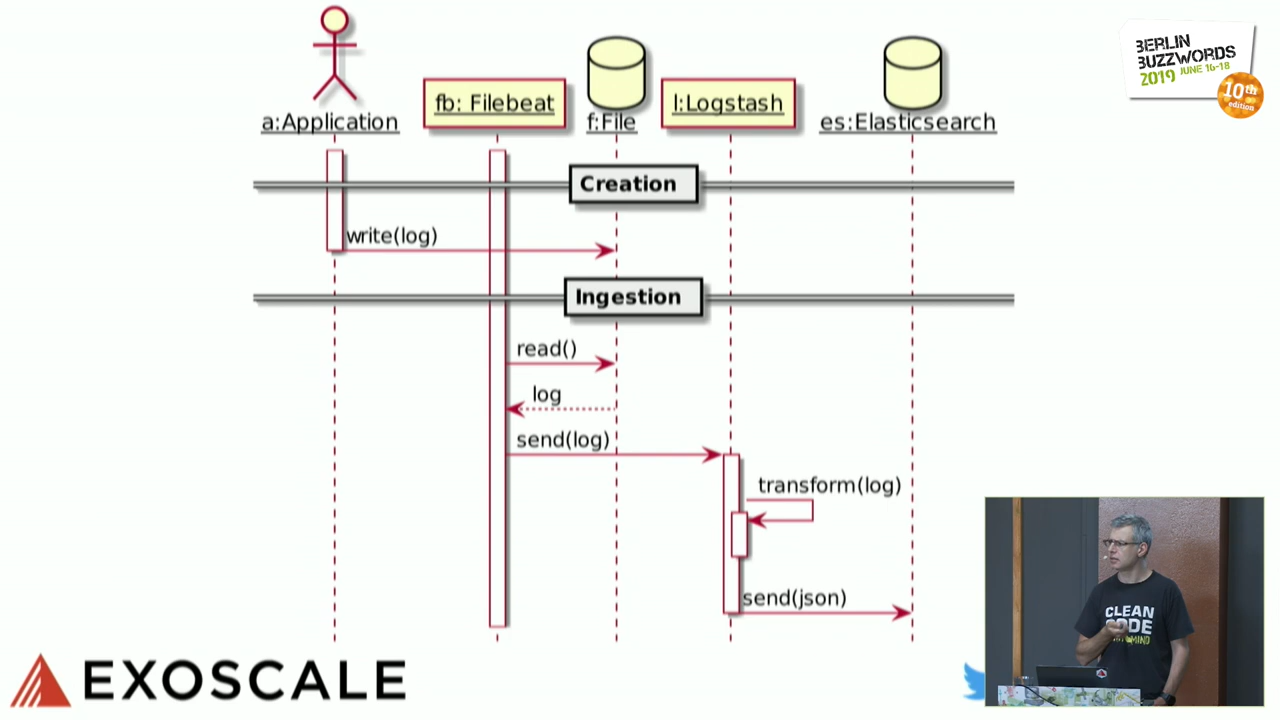 BERLIN
BUZZWORDS
2019 JUNE 16-18
10th
edition
a:Application
fb: Filebeat
f:File
l:Logstash
es:Elasticsearch
Creation
write(log)
Ingestion
read()
log
send(log)
transform(log)
send(json)
CLEAN
CODE
MIND
EXOSCALE